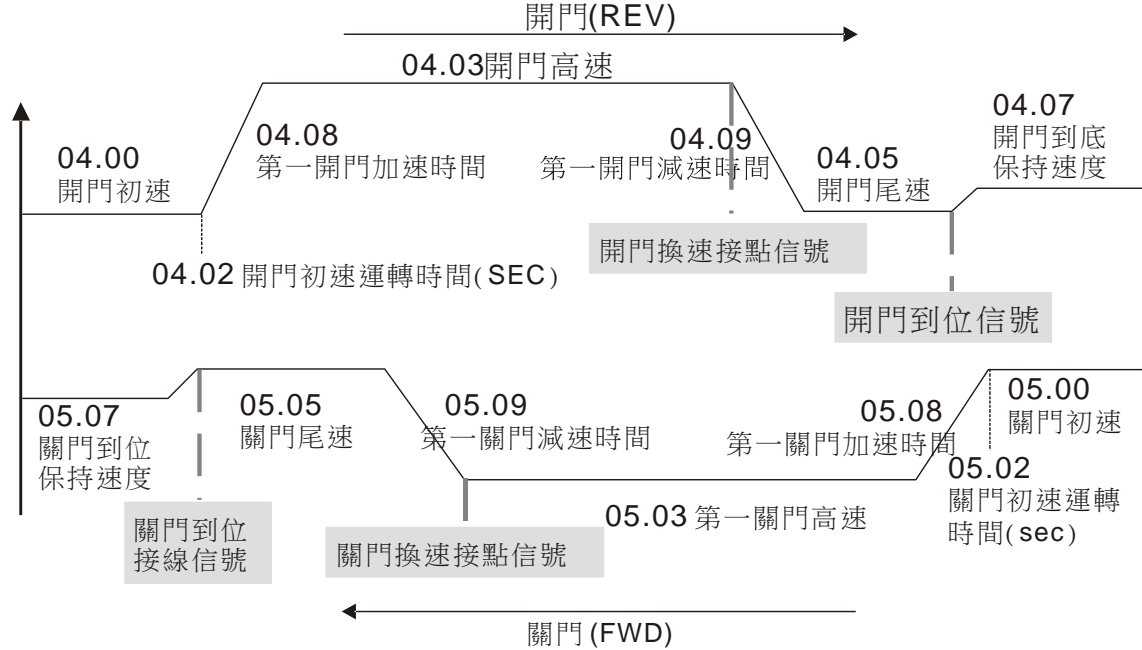 開門(REV)
04.03開門高速
04.00
開門初速
04.08
第一開門加速時間
04.09
第一開門減速時間
04.05
開門尾速
04.07
開門到底
保持速度
04.02 開門初速運轉時間(SEC)
開門換速接點信號
開門到位信號
05.07
關門到位
保持速度
05.05
關門尾速
05.09
第一關門減速時間
05.08
第一關門加速時間
05.00
關門初速
05.02
關門初速運轉
時間(sec)
05.03 第一關門高速
關門到位
接線信號
關門換速接點信號
關門(FWD)